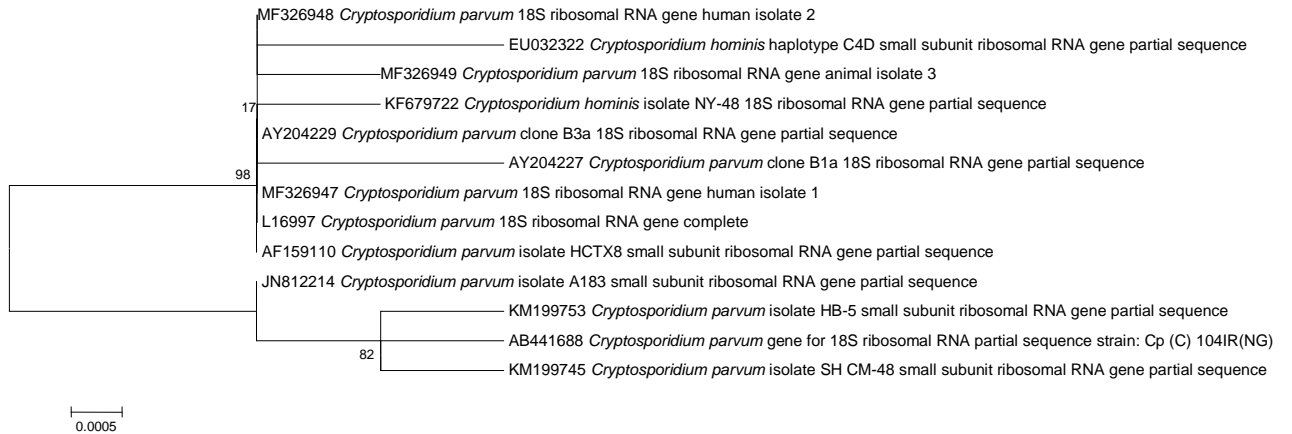 MF326948 Cryptosporidium parvum 18S ribosomal RNA gene human isolate 2
EU032322 Cryptosporidium hominis haplotype C4D small subunit ribosomal RNA gene partial sequence
MF326949 Cryptosporidium parvum 18S ribosomal RNA gene animal isolate 3
KF679722 Cryptosporidium hominis isolate NY-48 18S ribosomal RNA gene partial sequence
17
AY204229 Cryptosporidium parvum clone B3a 18S ribosomal RNA gene partial sequence
AY204227 Cryptosporidium parvum clone B1a 18S ribosomal RNA gene partial sequence
98
MF326947 Cryptosporidium parvum 18S ribosomal RNA gene human isolate 1
L16997 Cryptosporidium parvum 18S ribosomal RNA gene complete
AF159110 Cryptosporidium parvum isolate HCTX8 small subunit ribosomal RNA gene partial sequence
JN812214 Cryptosporidium parvum isolate A183 small subunit ribosomal RNA gene partial sequence
KM199753 Cryptosporidium parvum isolate HB-5 small subunit ribosomal RNA gene partial sequence
AB441688 Cryptosporidium parvum gene for 18S ribosomal RNA partial sequence strain: Cp (C) 104IR(NG)
82
KM199745 Cryptosporidium parvum isolate SH CM-48 small subunit ribosomal RNA gene partial sequence
0.0005